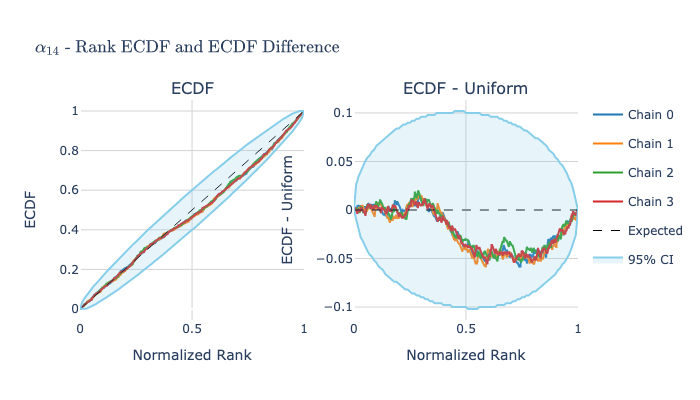 α14 - Rank ECDF and ECDF Difference
ECDF
ECDF - Uniform
ECDF
1
0.8
0.6
0.4
0.2
0
0
0.5
1
Normalized Rank
ECDF - Uniform
0.1
0.05
0
−0.05
−0.1
0
0.5
1
Normalized Rank
Chain 0
Chain 1
Chain 2
Chain 3
Expected
95% CI